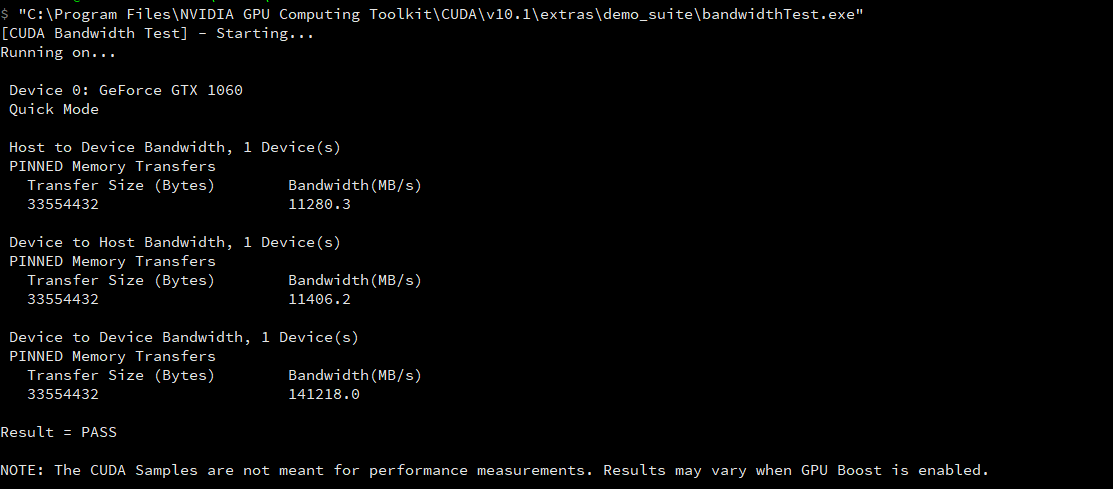 $ "C:\Program Files\NVIDIA GPU Computing Toolkit\CUDA\v10.1\extras\demo_suite\bandwidthTest.exe"
[CUDA Bandwidth Test] - Starting...
Running on...
Device 0: GeForce GTX 1060
Quick Mode
Host to Device Bandwidth, 1 Device(s)
PINNED Memory Transfers
Transfer Size (Bytes) Bandwidth(MB/s)
33554432 11280.3
Device to Host Bandwidth, 1 Device(s)
PINNED Memory Transfers
Transfer Size (Bytes) Bandwidth(MB/s)
33554432 11406.2
Device to Device Bandwidth, 1 Device(s)
PINNED Memory Transfers
Transfer Size (Bytes) Bandwidth(MB/s)
33554432 141218.0
Result = PASS
NOTE: The CUDA Samples are not meant for performance measurements. Results may vary when GPU Boost is enabled.